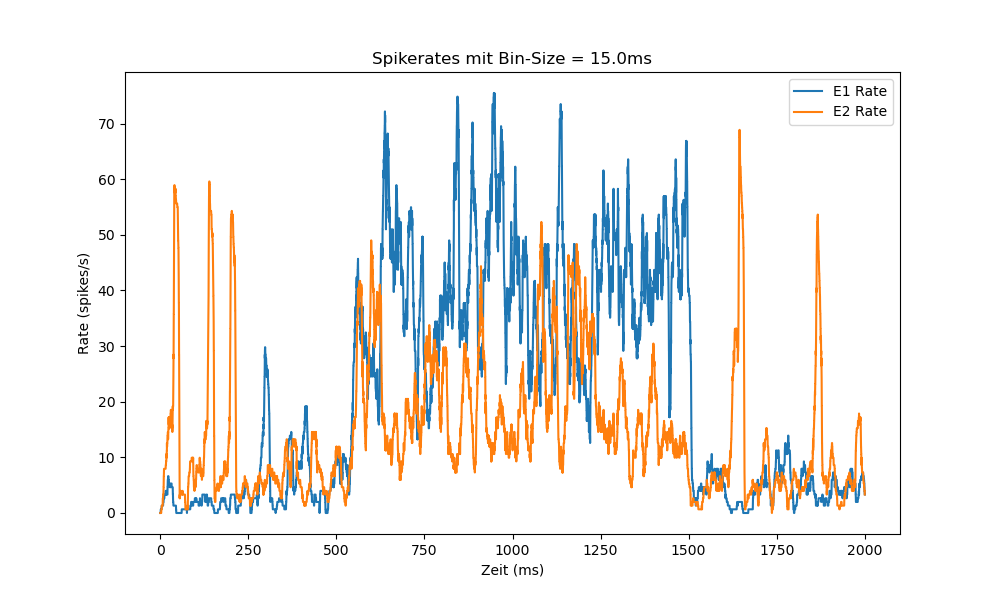 Spikerates mit Bin-Size = 15.0ms
E1 Rate
E2 Rate
70
60
50
40
30
20
10
0
Rate (spikes/s)
0 250 500 750 1000 1250 1500 1750 2000
Zeit (ms)